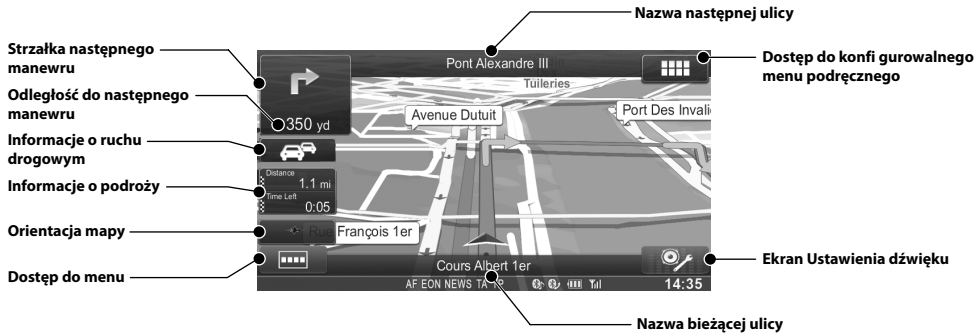 Nazwa następnej ulicy
Strzałka następnego
manewru
Odległość do następnego
manewru
Informacje o ruchu
drogowym
Informacje o podroży
Orientacja mapy
Dostęp do menu
Pont Alexandre III
Tuileries
Avenue Dutuit
Port Des Invali
350 yd
Distance
1.1 mi
Time Left
0:05
Rue François 1er
Cours Albert 1er
AF EON NEWS TA TP
14:35
Dostęp do konfi gurowalnego
menu podręcznego
Ekran Ustawienia dźwięku
Nazwa bieżącej ulicy